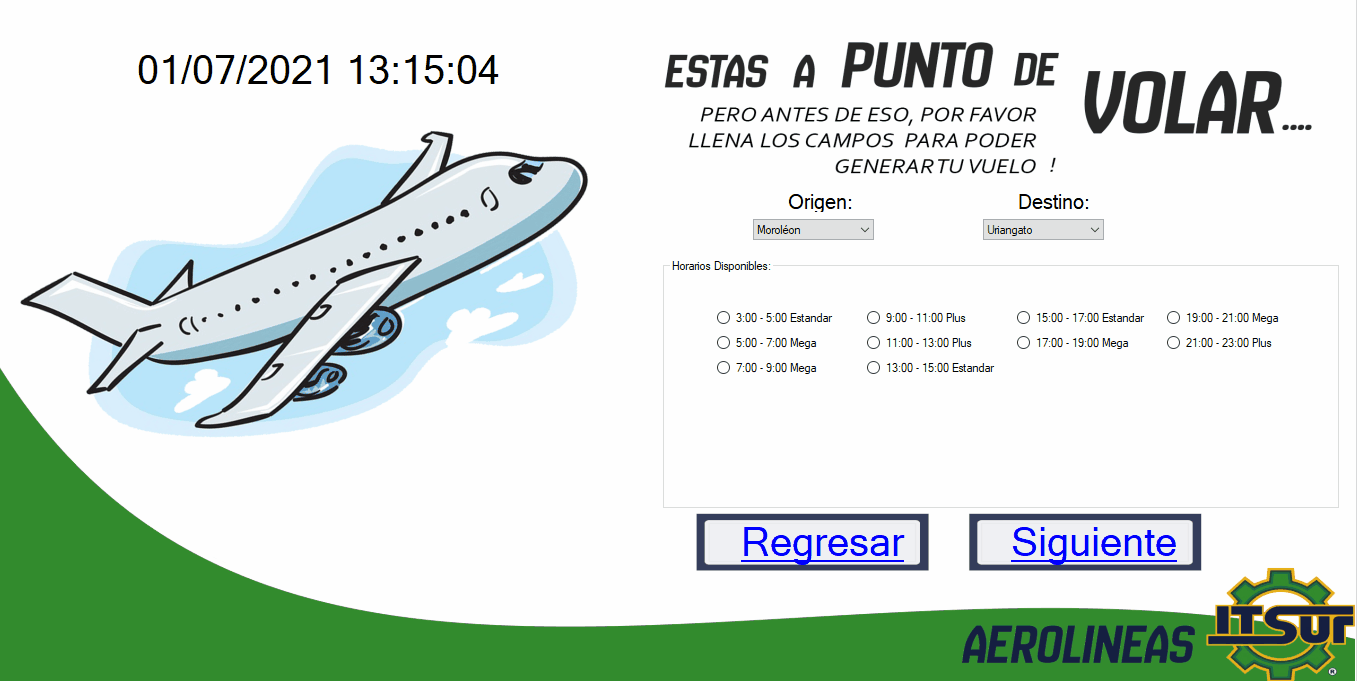 01/07/2021 13:15:04
ESTAS A PUNTO DE
VOLAR....
PERO ANTES DE ESO, POR FAVOR
LLENA LOS CAMPOS PARA PODER
GENERAR TU VUELO !
Origen:
Destino:
Moroléon
Uriangato
Horarios Disponibles:
3:00 - 5:00 Estandar
9:00 - 11:00 Plus
15:00 - 17:00 Estandar
19:00 - 21:00 Mega
5:00 - 7:00 Mega
11:00 - 13:00 Plus
17:00 - 19:00 Mega
21:00 - 23:00 Plus
7:00 - 9:00 Mega
13:00 - 15:00 Estandar
Regresar
Siguiente
AEROLINEAS
ITSur
®